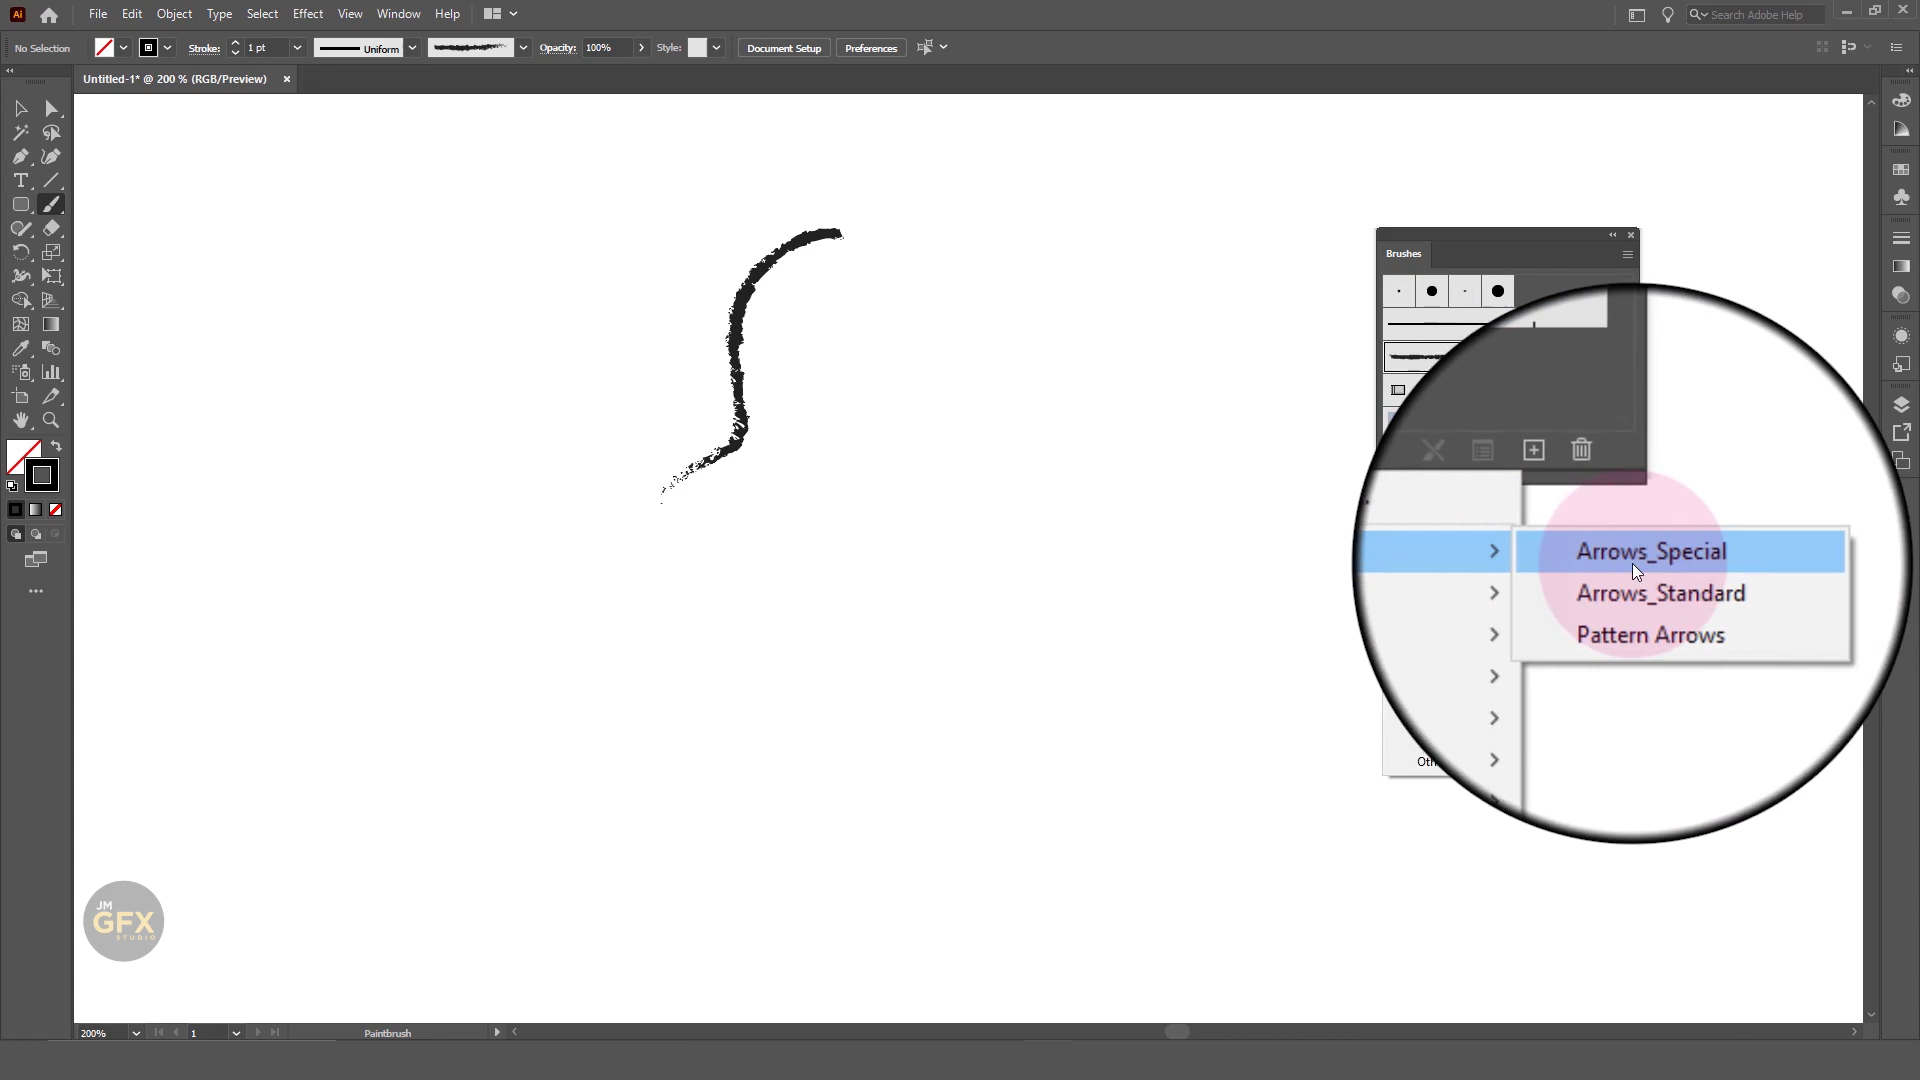 Ai File Edit Object Type Select Effect View Window Help Search Adobe Help
No Selection Stroke: 1 pt Uniform Opacity: 100% Style: Document Setup Preferences
Untitled-1* @ 200 % (RGB/Preview)
Brushes
Arrows_Special
Arrows_Standard
Pattern Arrows
JM
GFX
STUDIO
200% 1 Paintbrush